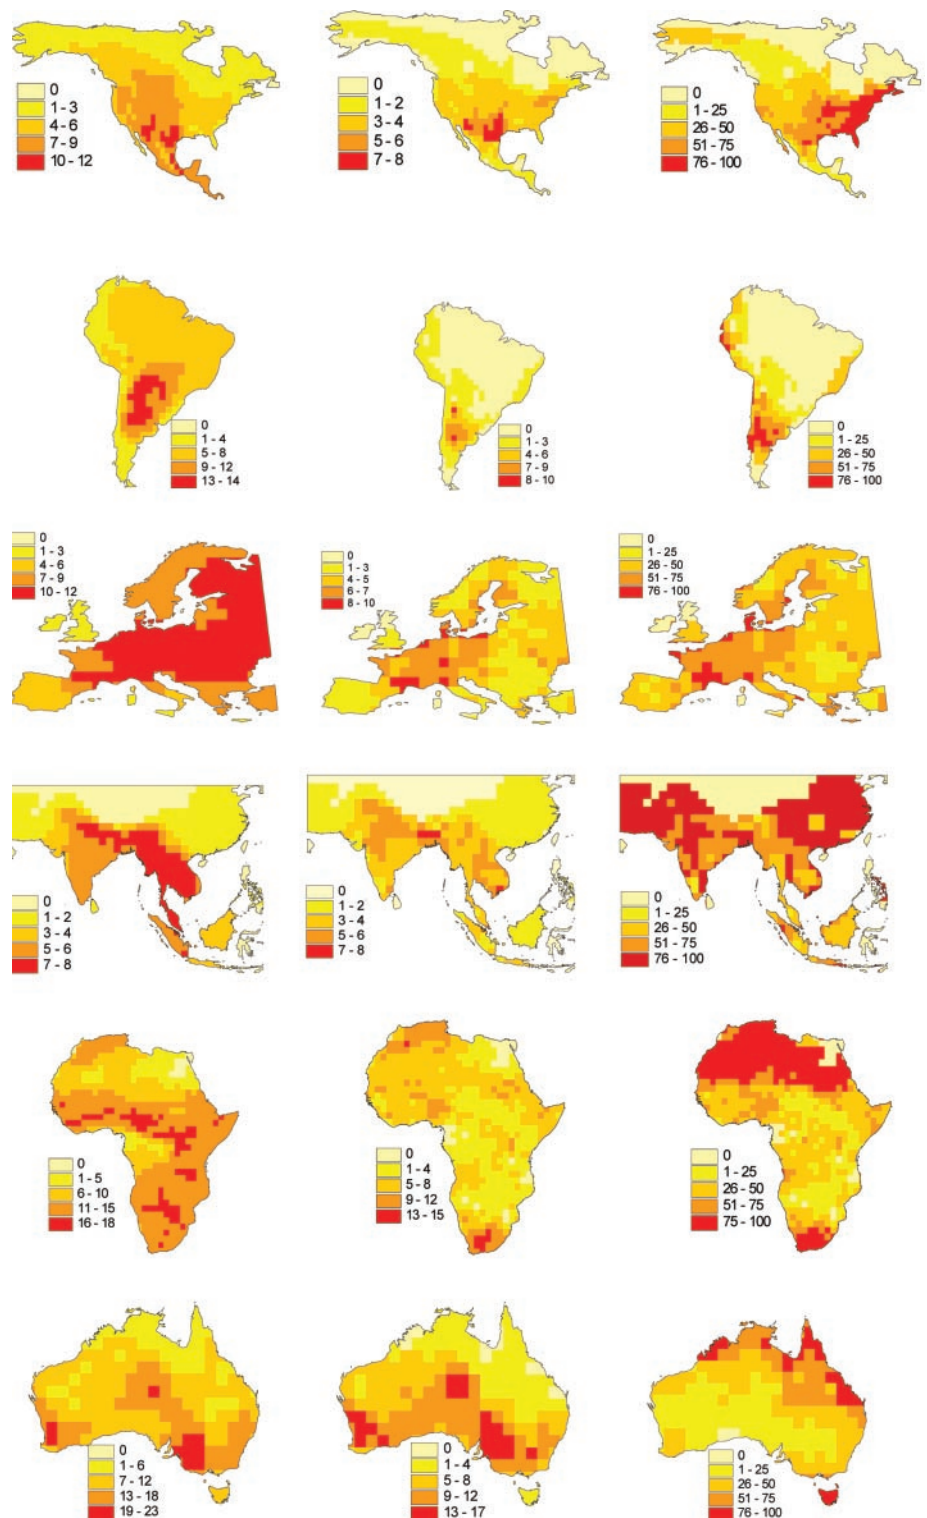 0
1 - 3
4 - 6
7 - 9
10 - 12
0
1 - 2
3 - 4
5 - 6
7 - 8
0
1 - 25
26 - 50
51 - 75
76 - 100
0
1 - 4
5 - 8
9 - 12
13 - 14
0
1 - 3
4 - 6
7 - 9
8 - 10
0
1 - 25
26 - 50
51 - 75
76 - 100
0
1 - 3
4 - 6
7 - 9
10 - 12
0
1 - 3
4 - 5
6 - 7
8 - 10
0
1 - 25
26 - 50
51 - 75
76 - 100
0
1 - 2
3 - 4
5 - 6
7 - 8
0
1 - 2
3 - 4
5 - 6
7 - 8
0
1 - 25
26 - 50
51 - 75
76 - 100
0
1 - 5
6 - 10
11 - 15
16 - 18
0
1 - 4
5 - 8
9 - 12
13 - 15
0
1 - 25
26 - 50
51 - 75
75 - 100
0
1 - 6
7 - 12
13 - 18
19 - 23
0
1 - 4
5 - 8
9 - 12
13 - 17
0
1 - 25
26 - 50
51 - 75
76 - 100